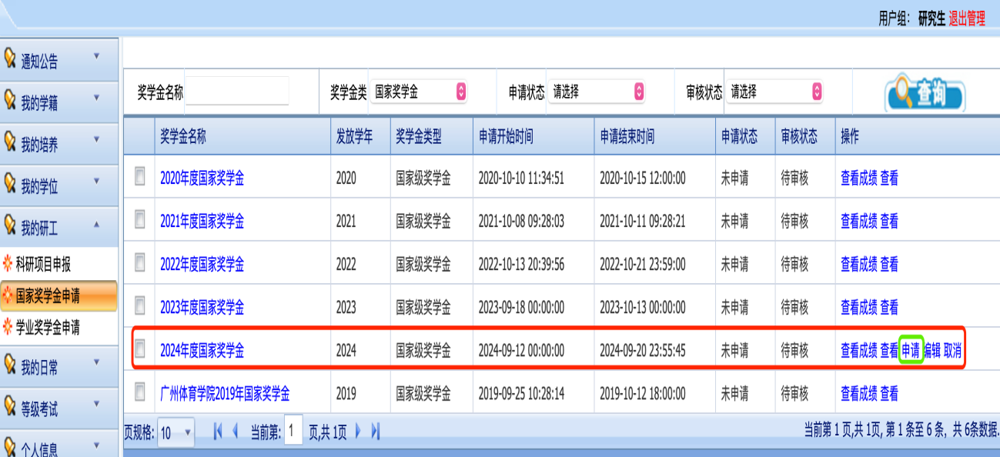 用户组： 研究生 退出管理
通知公告
我的学籍
我的培养
我的学位
我的研工
科研项目申报
国家奖学金申请
学业奖学金申请
我的日常
等级考试
个人信息
奖学金名称 奖学金类 国家奖学金 申请状态 请选择 审核状态 请选择 查询
奖学金名称 发放学年 奖学金类型 申请开始时间 申请结束时间 申请状态 审核状态 操作
2020年度国家奖学金 2020 国家级奖学金 2020-10-10 11:34:51 2020-10-15 12:00:00 未申请 待审核 查看成绩 查看
2021年度国家奖学金 2021 国家级奖学金 2021-10-08 09:28:03 2021-10-11 09:28:21 未申请 待审核 查看成绩 查看
2022年度国家奖学金 2022 国家级奖学金 2022-10-13 20:39:56 2022-10-21 23:59:00 未申请 待审核 查看成绩 查看
2023年度国家奖学金 2023 国家级奖学金 2023-09-18 00:00:00 2023-10-13 00:00:00 未申请 待审核 查看成绩 查看
2024年度国家奖学金 2024 国家级奖学金 2024-09-12 00:00:00 2024-09-20 23:55:45 未申请 待审核 查看成绩 查看 申请 编辑 取消
广州体育学院2019年国家奖学金 2019 国家级奖学金 2019-09-25 10:28:14 2019-10-12 18:00:00 未申请 待审核 查看成绩 查看
页规格: 10 当前第: 1 页,共 1页 当前第 1 页,共 1页, 第 1 条至 6 条, 共 6条数据.